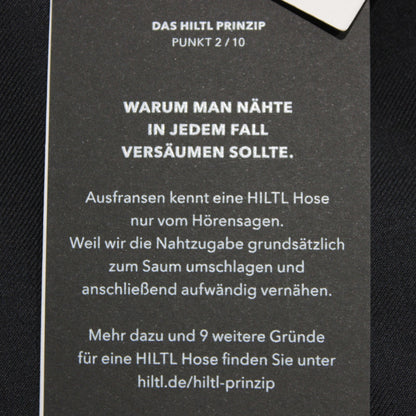 DAS HILTL PRINZIP
PUNKT 2 / 10
WARUM MAN NÄHTE
IN JEDEM FALL
VERSÄUMEN SOLLTE.
Ausfransen kennt eine HILTL Hose
nur vom Hörensagen.
Weil wir die Nahtzugabe grundsätzlich
zum Saum umschlagen und
anschließend aufwändig vernähen.
Mehr dazu und 9 weitere Gründe
für eine HILTL Hose finden Sie unter
hiltl.de/hiltl-prinzip